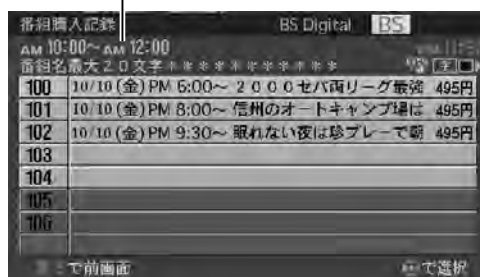 番組購入記録 BS Digital BS
AM 10:00～AM 12:00
番組名最大20文字＊＊＊＊＊＊＊＊＊＊
100 10/10(金)PM 6:00～ 2000セパ両リーグ最強 495円
101 10/10(金)PM 8:00～ 信州のオートキャンプ場は 495円
102 10/10(金)PM 9:30～ 眠れない夜は珍プレーで朝 495円
103
104
105
106
で前画面 で選択